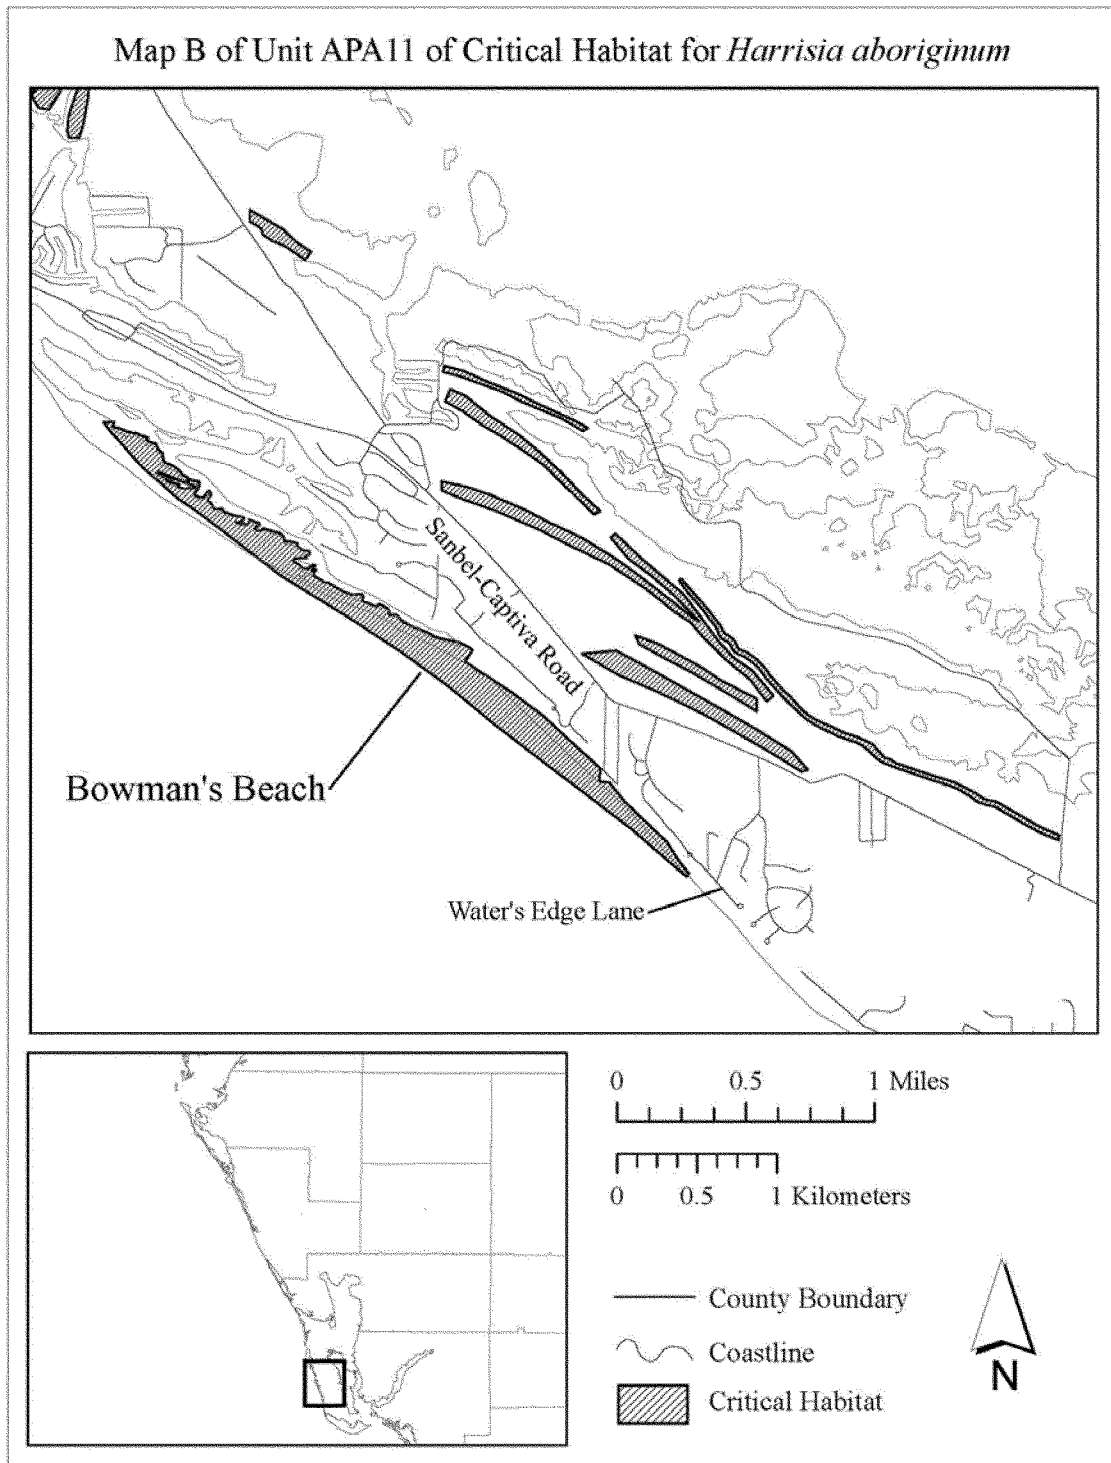 Map B of Unit APA11 of Critical Habitat for Harrisia aboriginum
Sanbel-Captiva Road
Bowman's Beach
Water's Edge Lane
0 0.5 1 Miles
0 0.5 1 Kilometers
County Boundary
Coastline
Critical Habitat
N